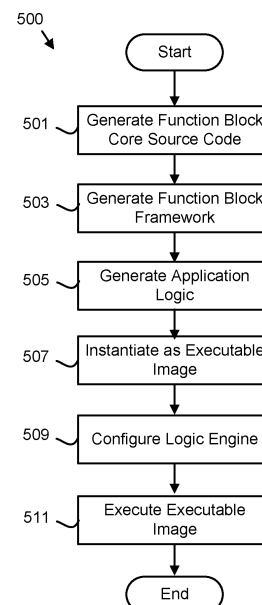 500
Start
501
Generate Function Block
Core Source Code
503
Generate Function Block
Framework
505
Generate Application
Logic
507
Instantiate as Executable
Image
509
Configure Logic Engine
511
Execute Executable
Image
End